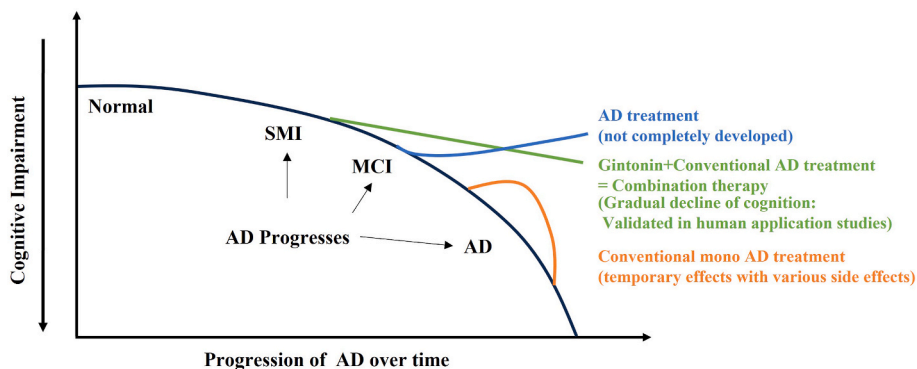 Cognitive Impairment
Normal
SMI
MCI
AD Progresses
AD
AD treatment
(not completely developed)
Gintonin+Conventional AD treatment
= Combination therapy
(Gradual decline of cognition:
Validated in human application studies)
Conventional mono AD treatment
(temporary effects with various side effects)
Progression of AD over time